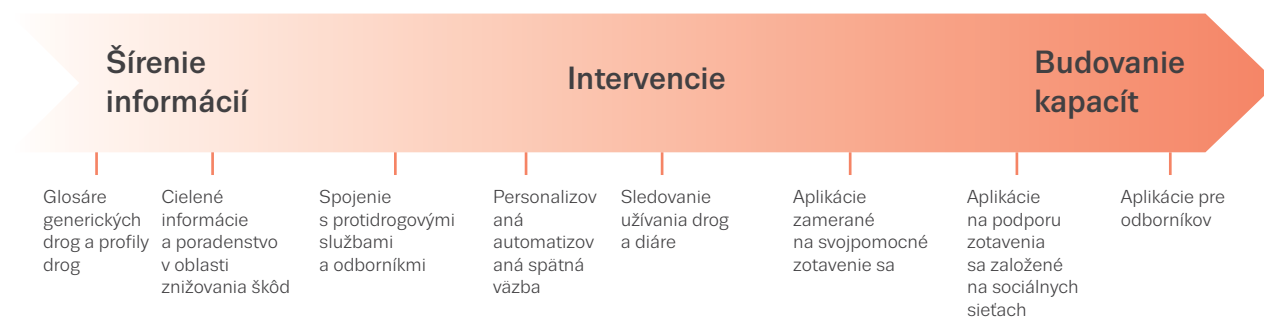 Šírenie
informácií
Intervencie
Budovanie
kapacít
Glosáre
generických
drog a profily
drog
Cielené
informácie
a poradenstvo
v oblasti
znižovania škôd
Spojenie
s protidrogovými
službami
a odborníkmi
Personalizov
aná
automatizov
aná spätná
väzba
Sledovanie
užívania drog
a diáre
Aplikácie
zamerané
na svojpomocné
zotavenie sa
Aplikácie
na podporu
zotavenia
sa založené
na sociálnych
sieťach
Aplikácie pre
odborníkov